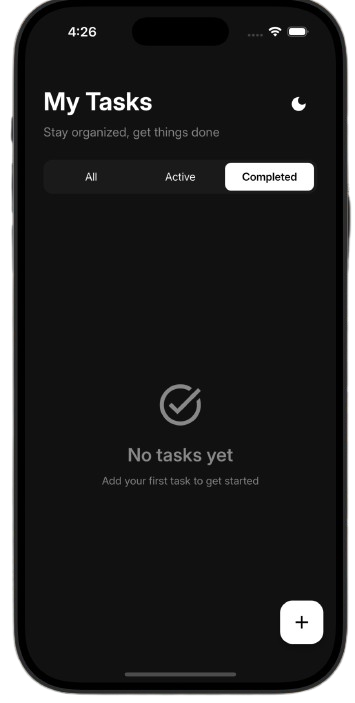 4:26
My Tasks
Stay organized, get things done
All Active Completed
No tasks yet
Add your first task to get started
+